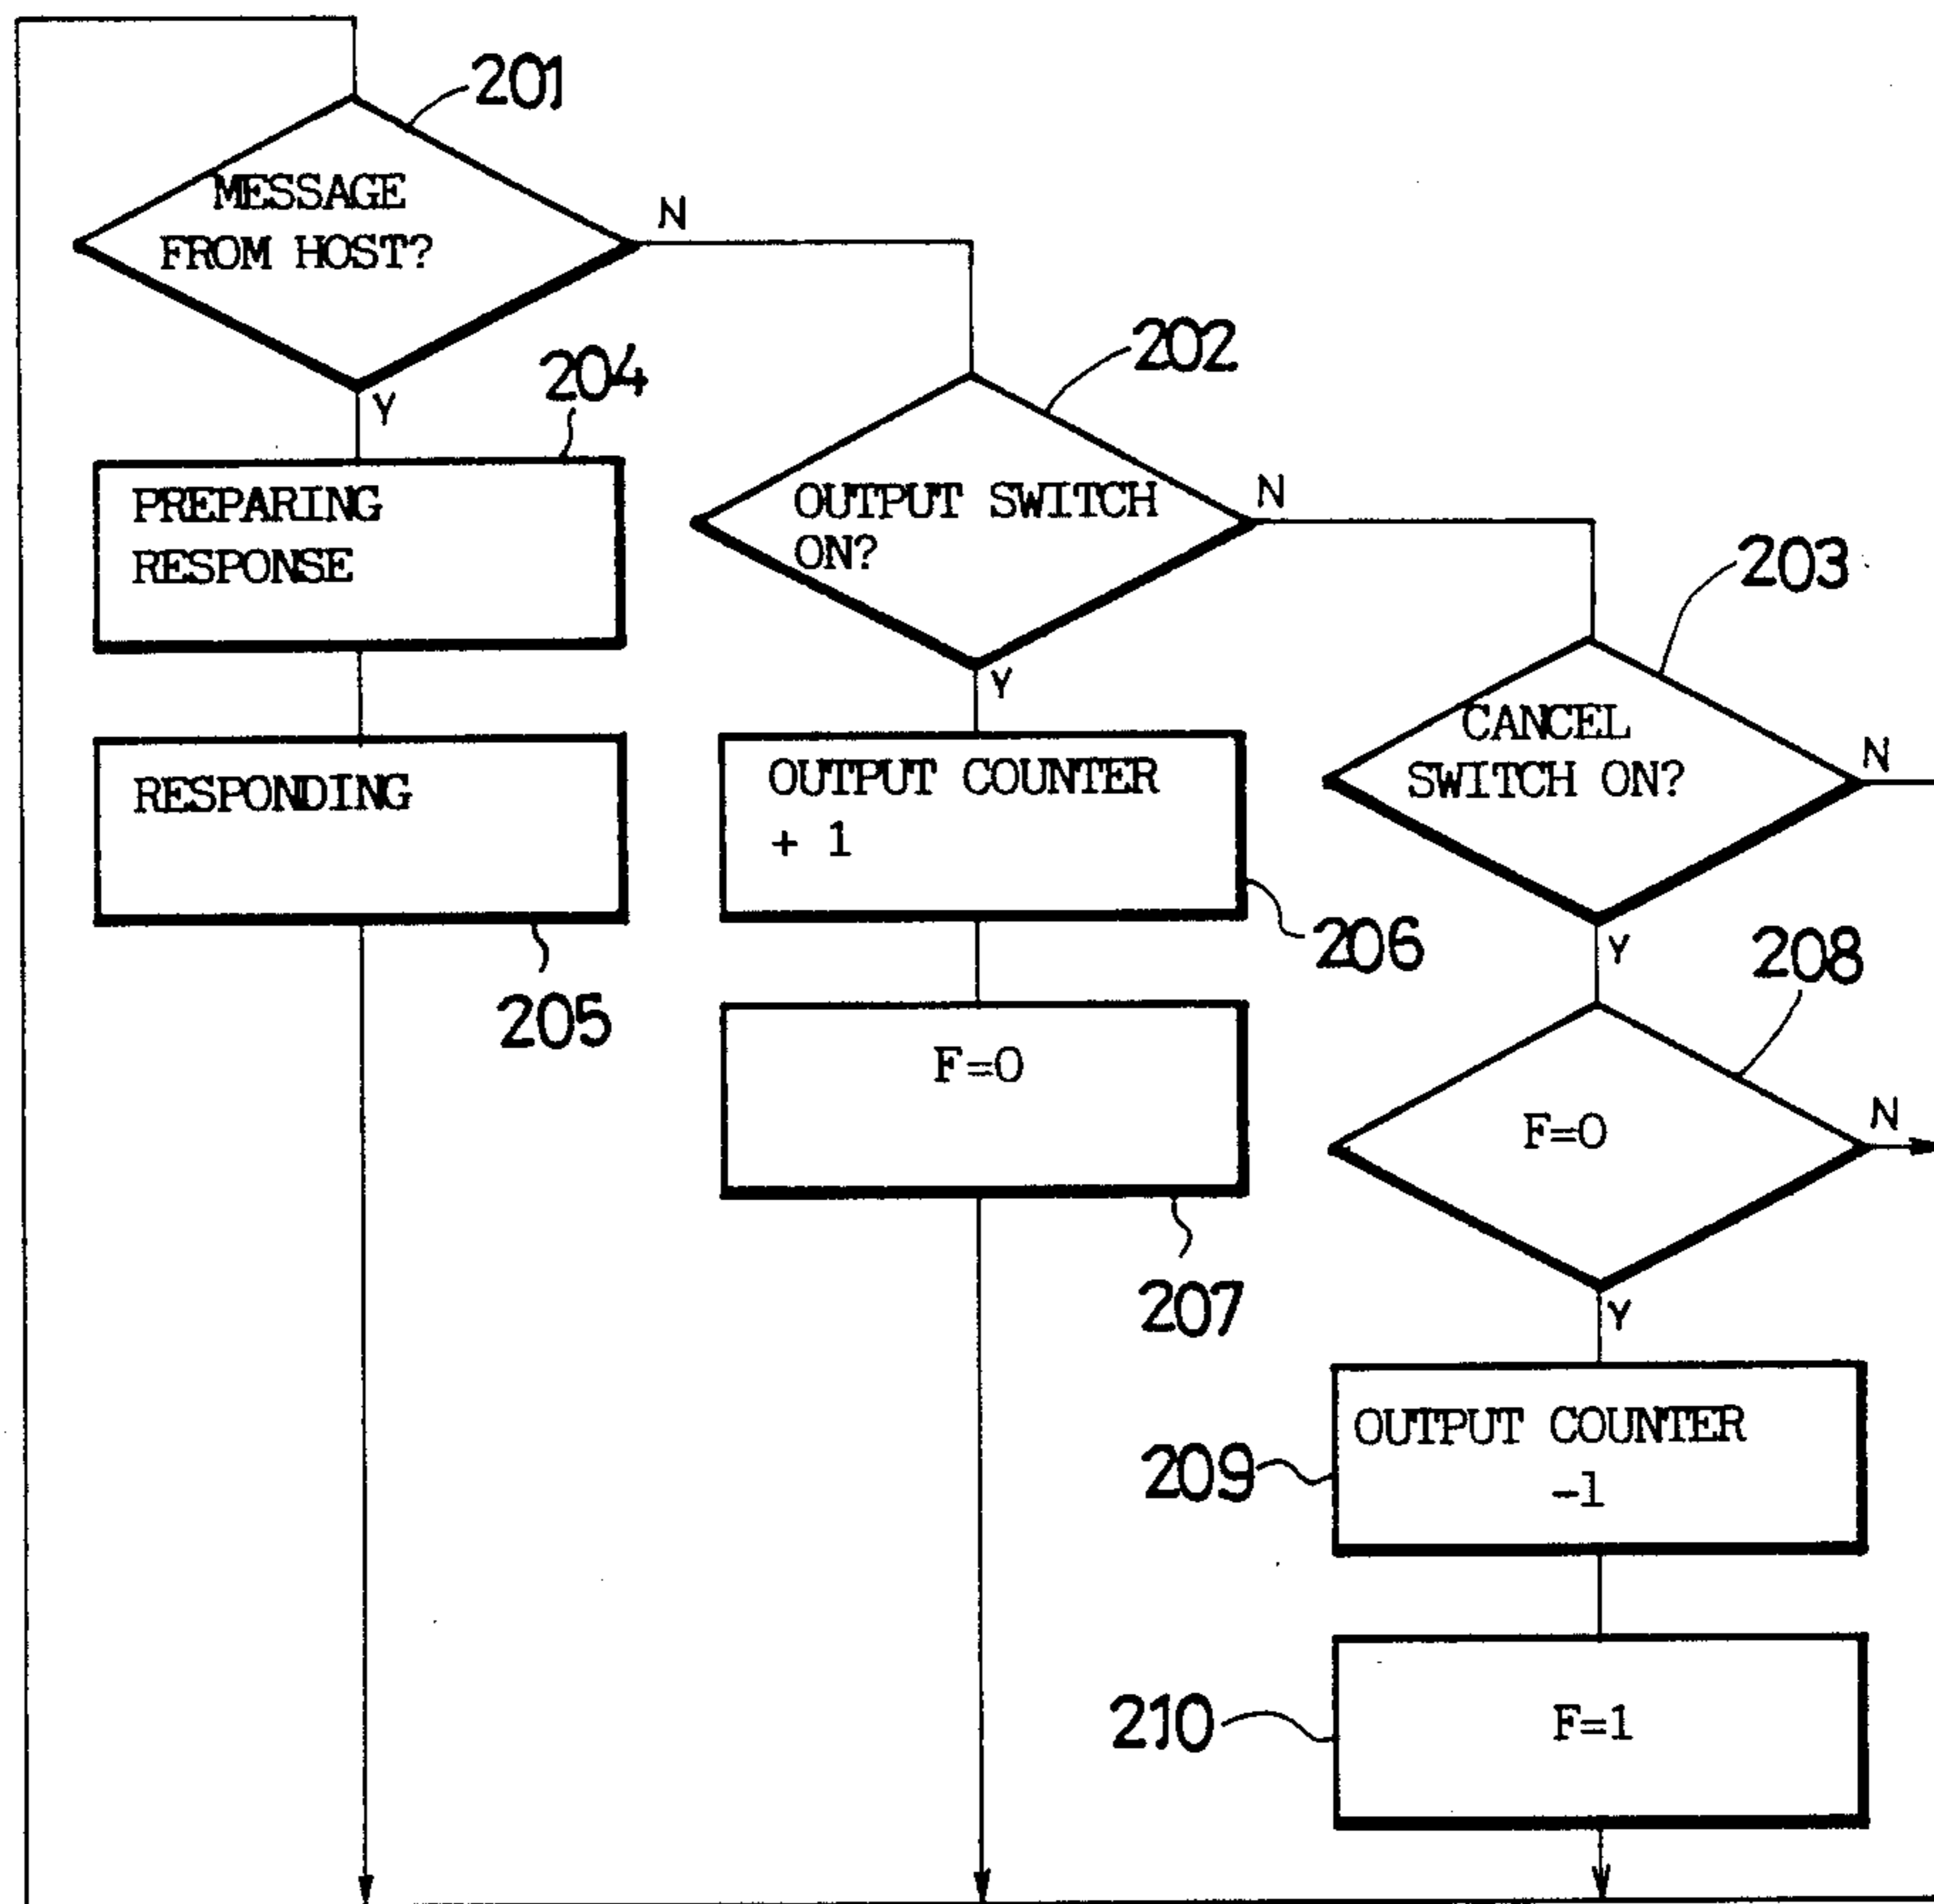 201
MESSAGE
FROM HOST?
N
Y
204
PREPARING
RESPONSE
RESPONDING
205
202
OUTPUT SWITCH
ON?
N
Y
OUTPUT COUNTER
+ 1
206
F=0
207
203
CANCEL
SWITCH ON?
N
Y
208
F=0
N
Y
OUTPUT COUNTER
-1
209
F=1
210